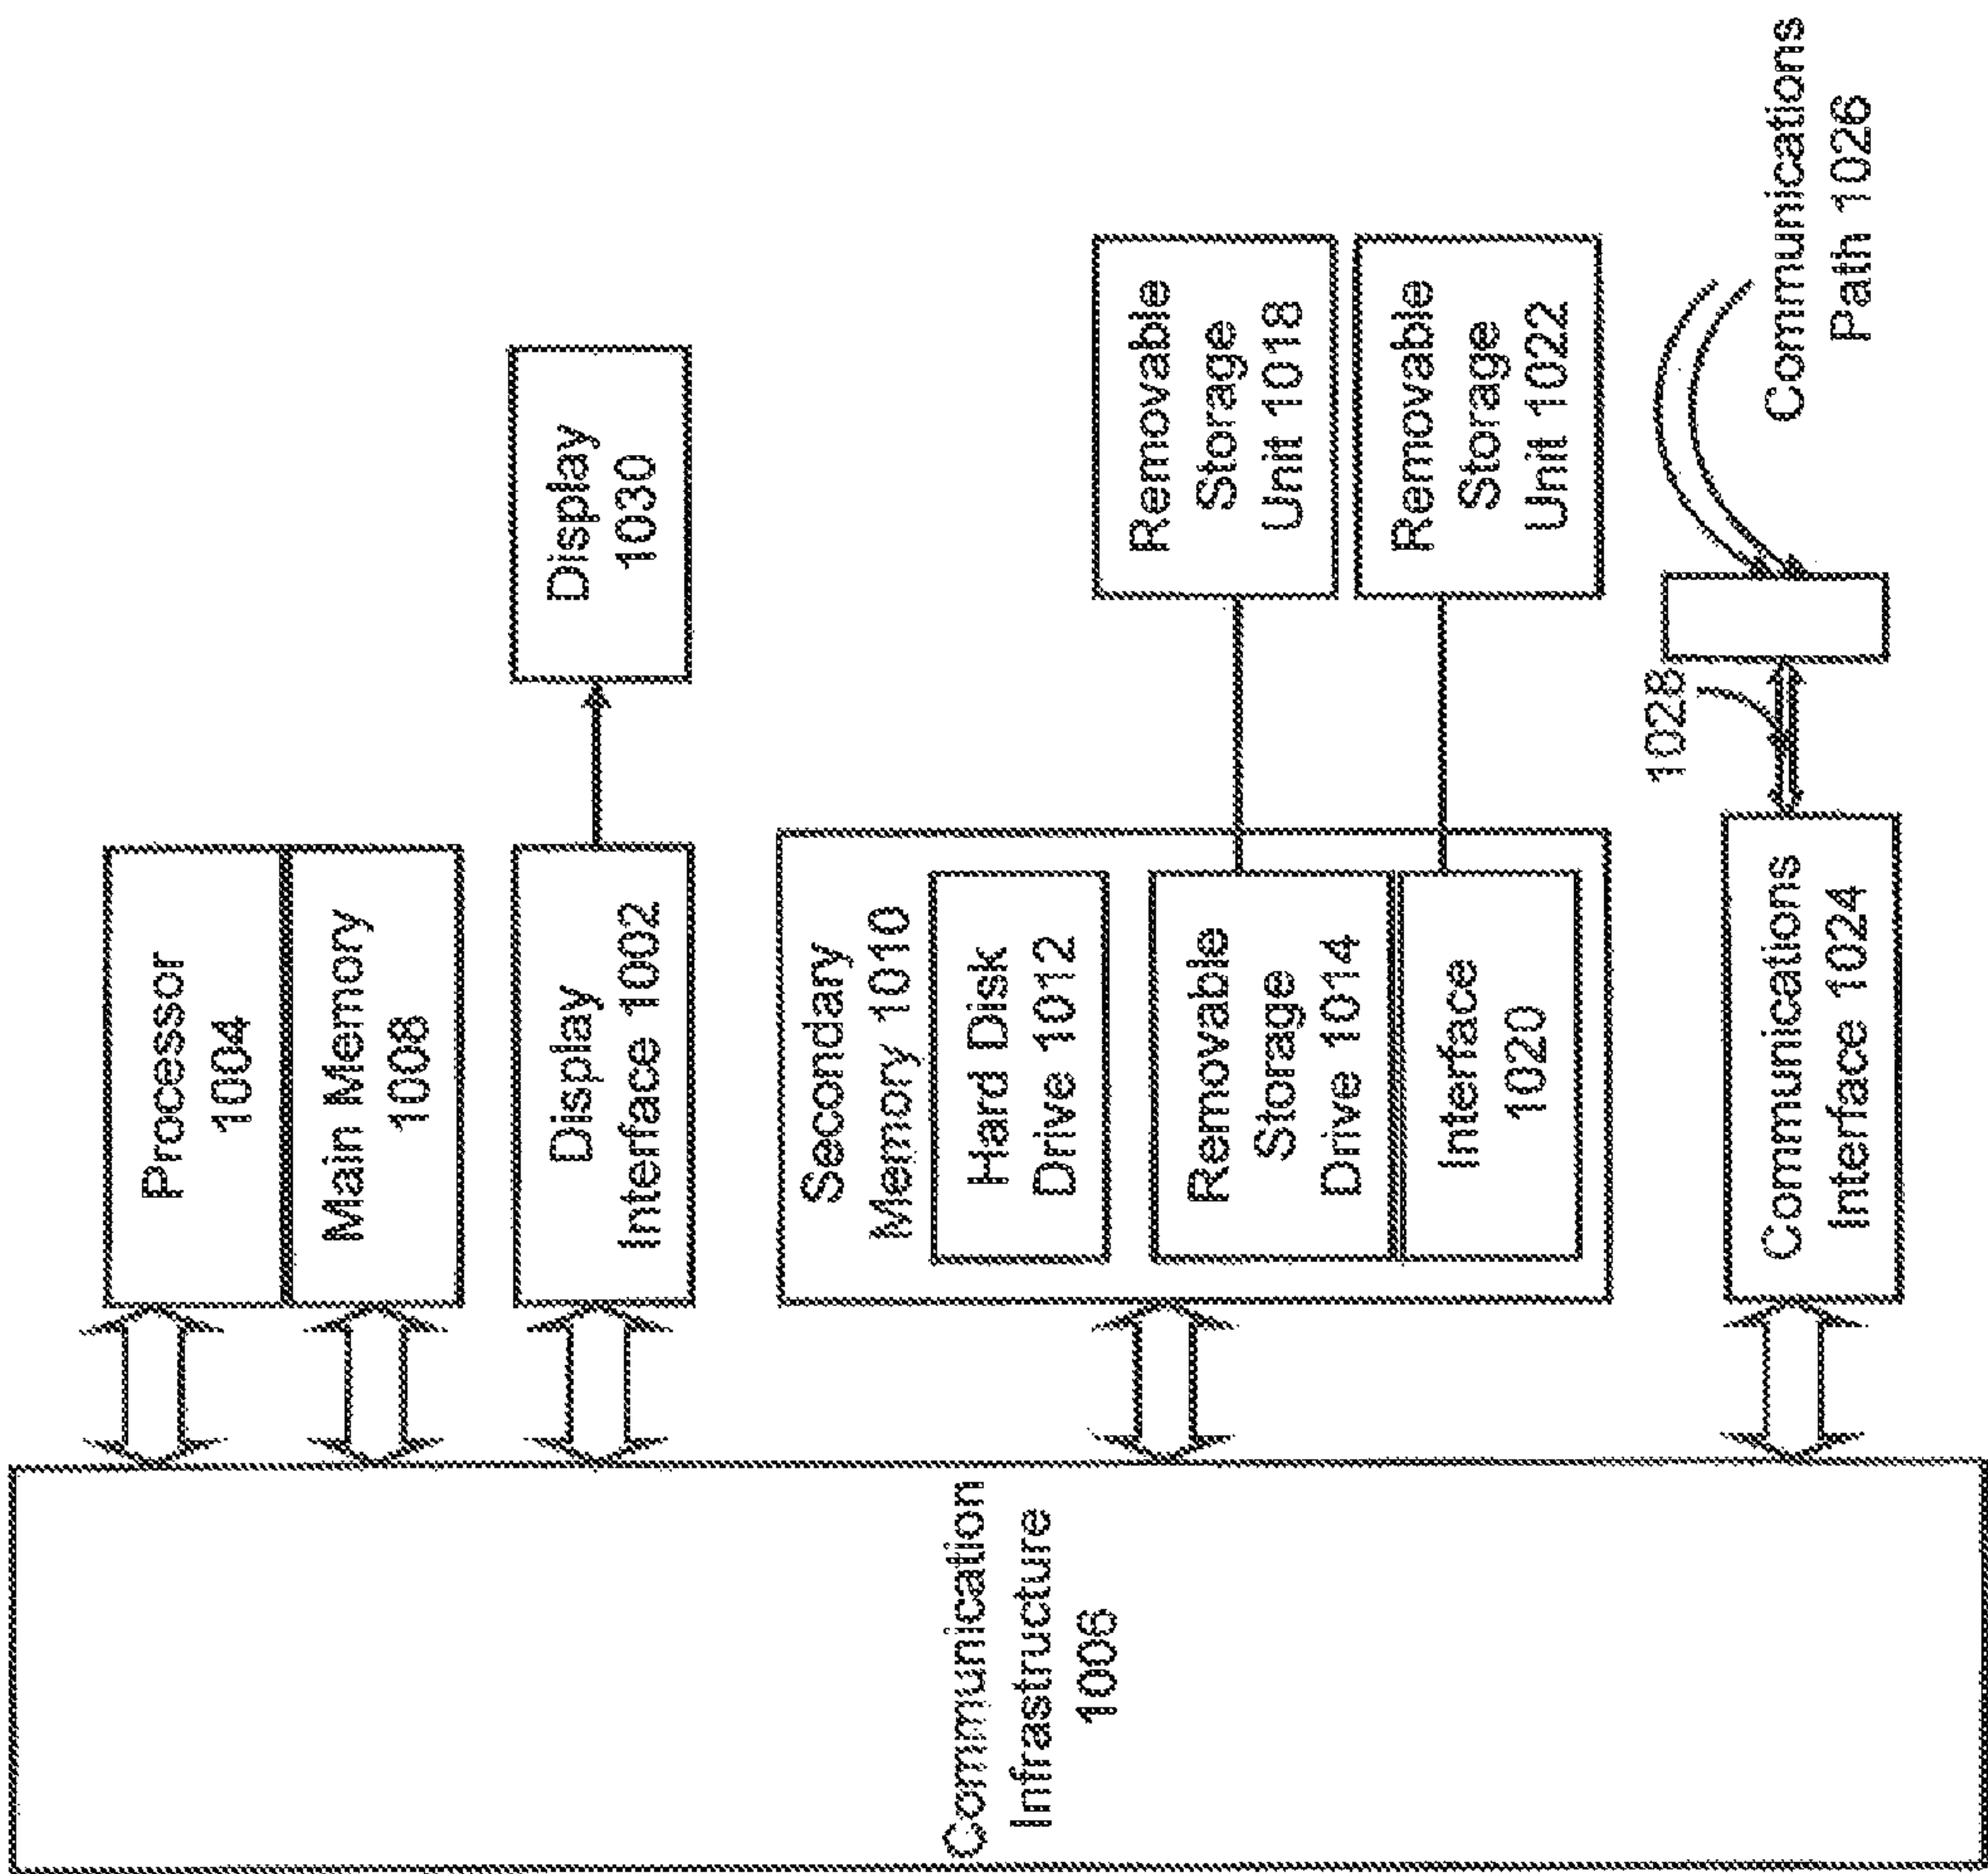 Communication
Infrastructure
1006
Processor
1004
Main Memory
1008
Display
Interface 1002
Display
1030
Secondary
Memory 1010
Hard Disk
Drive 1012
Removable
Storage
Drive 1014
Interface
1020
Removable
Storage
Unit 1018
Removable
Storage
Unit 1022
Communications
Interface 1024
1028
Communications
Path 1026